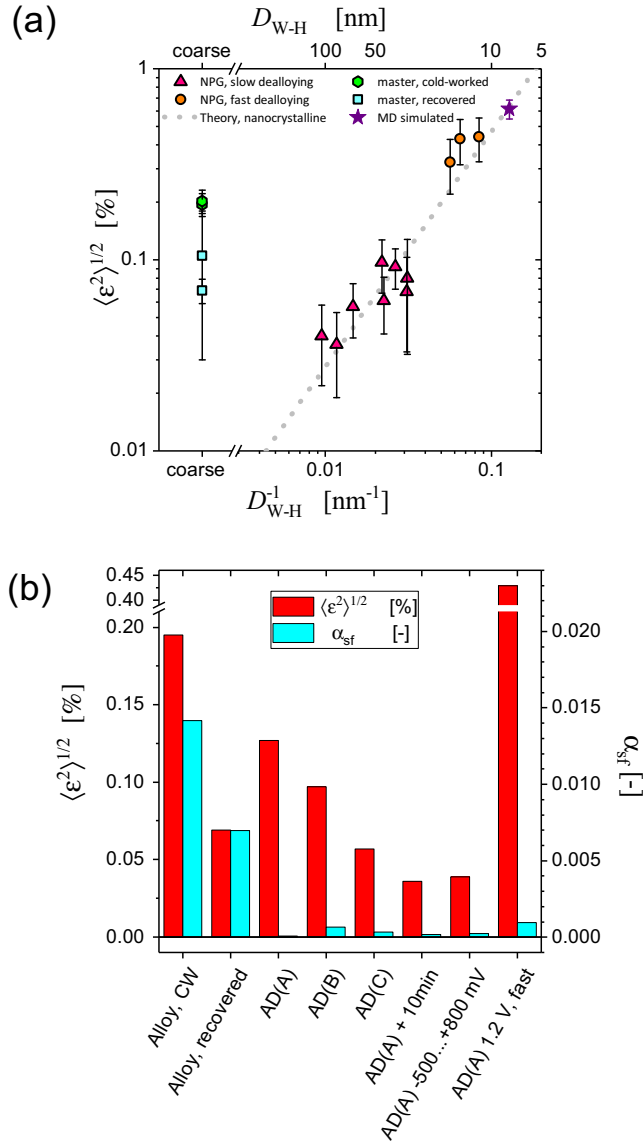 (a)
D_W-H [nm]
coarse 100 50 10 5
1
NPG, slow dealloying
NPG, fast dealloying
Theory, nanocrystalline
master, cold-worked
master, recovered
MD simulated
⟨ε²⟩^1/2 [%]
0.1
0.01
coarse 0.01 0.1
D_W-H^-1 [nm^-1]
(b)
⟨ε²⟩^1/2 [%]
α_sf [-]
0.45
0.40
0.20
0.15
0.10
0.05
0.00
⟨ε²⟩^1/2 [%]
0.020
0.015
0.010
0.005
0.000
α_sf [-]
Alloy, CW
Alloy, recovered
AD(A)
AD(B)
AD(C)
AD(A) + 10min
AD(A) -500... +800 mV
AD(A) 1.2 V, fast